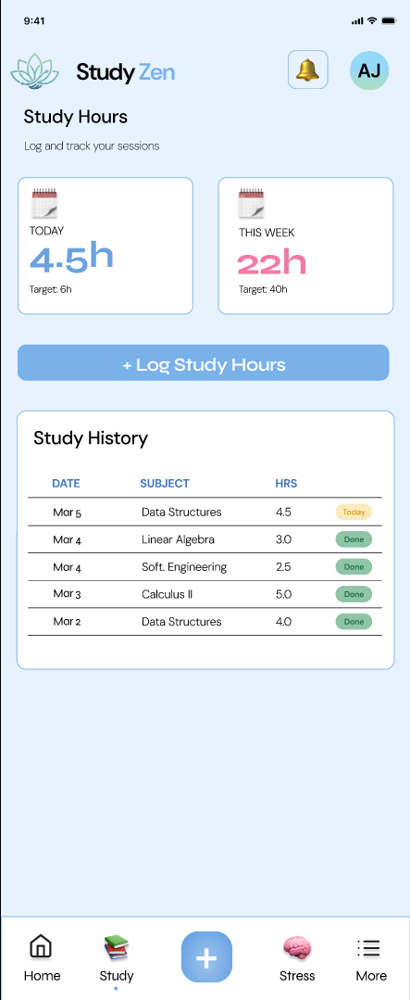 9:41
Study Zen
AJ
Study Hours
Log and track your sessions
TODAY
4.5h
Target: 6h
THIS WEEK
22h
Target: 40h
+ Log Study Hours
Study History
DATE SUBJECT HRS
Mar 5 Data Structures 4.5 Today
Mar 4 Linear Algebra 3.0 Done
Mar 4 Soft. Engineering 2.5 Done
Mar 3 Calculus II 5.0 Done
Mar 2 Data Structures 4.0 Done
Home Study + Stress More